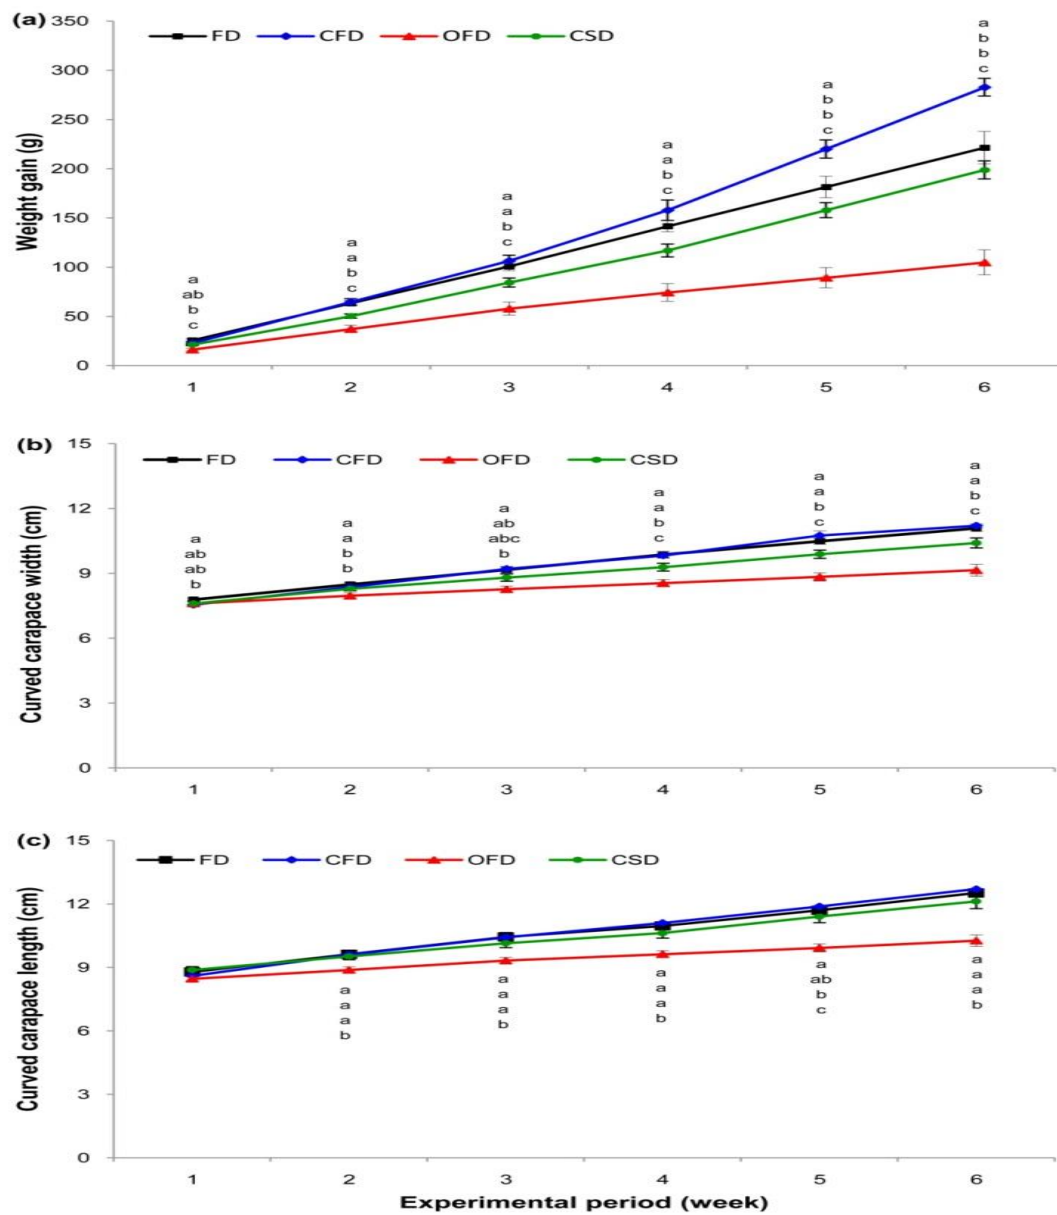 (a)
350
300
250
200
150
100
50
0
Weight gain (g)
FD CFD OFD CSD
a
ab
b
c
a
a
b
c
a
a
b
c
a
a
b
c
a
b
b
c
a
b
b
c
1 2 3 4 5 6
(b)
15
12
9
6
3
0
Curved carapace width (cm)
FD CFD OFD CSD
a
ab
ab
b
a
a
b
b
a
ab
abc
b
a
a
b
c
a
a
b
c
a
a
b
c
1 2 3 4 5 6
(c)
15
12
9
6
3
0
Curved carapace length (cm)
FD CFD OFD CSD
a
a
a
b
a
a
a
b
a
a
a
b
a
ab
b
c
a
a
a
b
1 2 3 4 5 6
Experimental period (week)